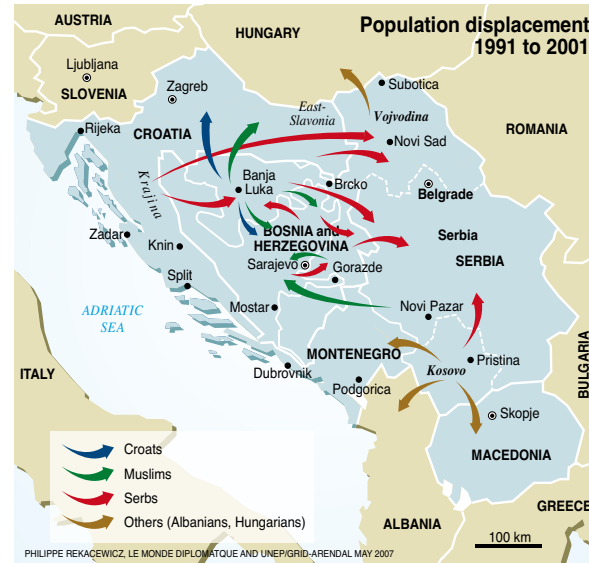 Population displacement
1991 to 2001
AUSTRIA
HUNGARY
Ljubljana
SLOVENIA
Zagreb
Subotica
East-
Slavonia
Vojvodina
ROMANIA
Rijeka
CROATIA
Novi Sad
Krajina
Banja
Luka
Brcko
Belgrade
Zadar
Knin
BOSNIA and
HERZEGOVINA
Serbia
SERBIA
Sarajevo
Gorazde
Split
ADRIATIC
SEA
Mostar
Novi Pazar
BULGARIA
ITALY
MONTENEGRO
Pristina
Kosovo
Dubrovnik
Podgorica
Skopje
MACEDONIA
Croats
Muslims
Serbs
Others (Albanians, Hungarians)
ALBANIA
GREECE
100 km
PHILIPPE REKACEWICZ, LE MONDE DIPLOMATQUE AND UNEP/GRID-ARENDAL MAY 2007